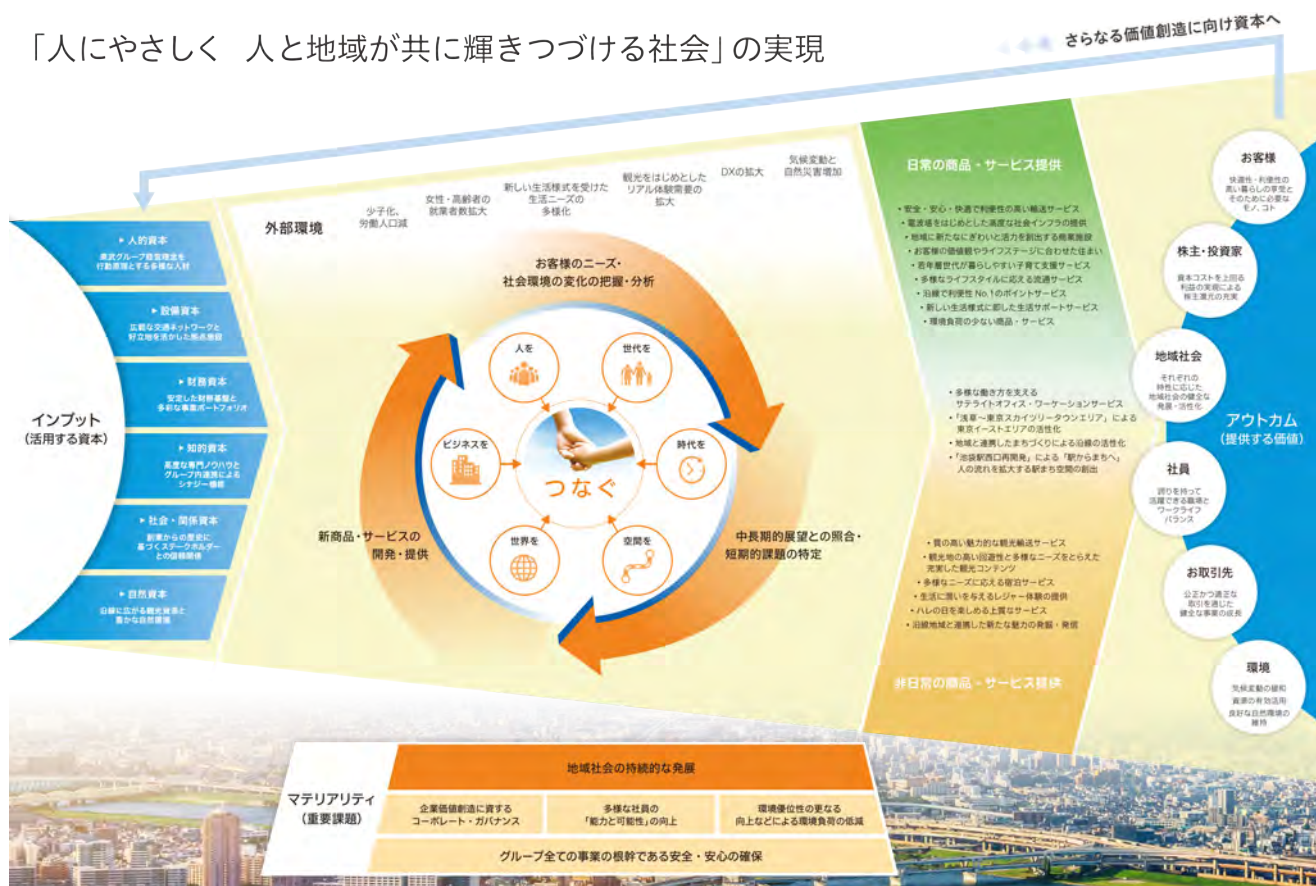 「人にやさしく 人と地域が共に輝きつづける社会」の実現
さらなる価値創造に向け資本へ
インプット
(活用する資本)
▶人的資本
東武グループ経営理念を
行動原理とする多様な人材
▶設備資本
広範な交通ネットワークと
好立地を活かした拠点施設
▶財務資本
安定した財務基盤と
多彩な事業ポートフォリオ
▶知的資本
高度な専門ノウハウと
グループ内連携による
シナジー機能
▶社会・関係資本
創業からの歴史に
基づくステークホルダー
との信頼関係
▶自然資本
沿線に広がる観光資源と
豊かな自然環境
外部環境
少子化、
労働人口減
女性・高齢者の
就業者数拡大
新しい生活様式を受けた
生活ニーズの
多様化
観光をはじめとした
リアル体験需要の
拡大
DXの拡大
気候変動と
自然災害増加
お客様のニーズ・
社会環境の変化の把握・分析
人を
世代を
ビジネスを
時代を
つなぐ
世界を
空間を
新商品・サービスの
開発・提供
中長期的展望との照合・
短期的課題の特定
日常の商品・サービス提供
・安全・安心・快適で利便性の高い輸送サービス
・電波塔をはじめとした高度な社会インフラの提供
・地域に新たなにぎわいと活力を創出する商業施設
・お客様の価値観やライフステージに合わせた住まい
・若年層世代が暮らしやすい子育て支援サービス
・多様なライフスタイルに応える流通サービス
・沿線で利便性No.1のポイントサービス
・新しい生活様式に即した生活サポートサービス
・環境負荷の少ない商品・サービス
・多様な働き方を支える
サテライトオフィス・ワーケーションサービス
・「浅草~東京スカイツリータウンエリア」による
東京イーストエリアの活性化
・地域と連携したまちづくりによる沿線の活性化
・「池袋駅西口再開発」による「駅からまちへ」
人の流れを拡大する駅まち空間の創出
・質の高い魅力的な観光輸送サービス
・観光地の高い回遊性と多様なニーズをとらえた
充実した観光コンテンツ
・多様なニーズに応える宿泊サービス
・生活に潤いを与えるレジャー体験の提供
・ハレの日を楽しめる上質なサービス
・沿線地域と連携した新たな魅力の発掘・発信
非日常の商品・サービス提供
お客様
快適性・利便性の
高い暮らしの享受と
そのために必要な
モノ、コト
株主・投資家
資本コストを上回る
利益の実現による
株主還元の充実
地域社会
それぞれの
特性に応じた
地域社会の健全な
発展・活性化
社員
誇りを持って
活躍できる職場と
ワークライフ
バランス
お取引先
公正かつ適正な
取引を通じた
健全な事業の成長
環境
気候変動の緩和
資源の有効活用
良好な自然環境の
維持
アウトカム
(提供する価値)
マテリアリティ
(重要課題)
地域社会の持続的な発展
企業価値創造に資する
コーポレート・ガバナンス
多様な社員の
「能力と可能性」の向上
環境優位性の更なる
向上などによる環境負荷の低減
グループ全ての事業の根幹である安全・安心の確保